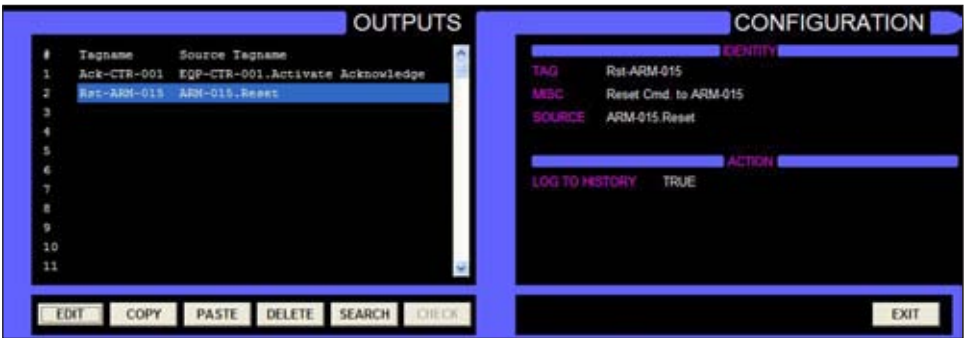 OUTPUTS
# Tagname Source Tagname
1 Ack-CTR-001 EQP-CTR-001.Activate Acknowledge
2 Rst-ARM-015 ARM-015.Reset
3
4
5
6
7
8
9
10
11
EDIT COPY PASTE DELETE SEARCH CHECK
CONFIGURATION
IDENTITY
TAG Rst-ARM-015
MISC Reset Cmd. to ARM-015
SOURCE ARM-015.Reset
ACTION
LOG TO HISTORY TRUE
EXIT